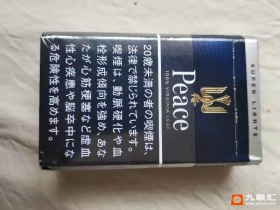 20歳未満の者の喫煙は、
法律で禁じられています。
喫煙は、動脈硬化や血
栓形成傾向を強め、あな
たが心筋梗塞など虚血
性心疾患や脳卒中にな
る危険性を高めます。
Peace
100% VIRGINIA LEAF
SUPER LIGHTS
九联汇